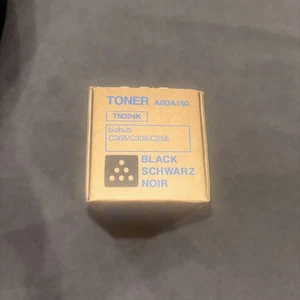 TONER A8DA150
TN324K
bizhub
C368/C308/C258
BLACK
SCHWARZ
NOIR